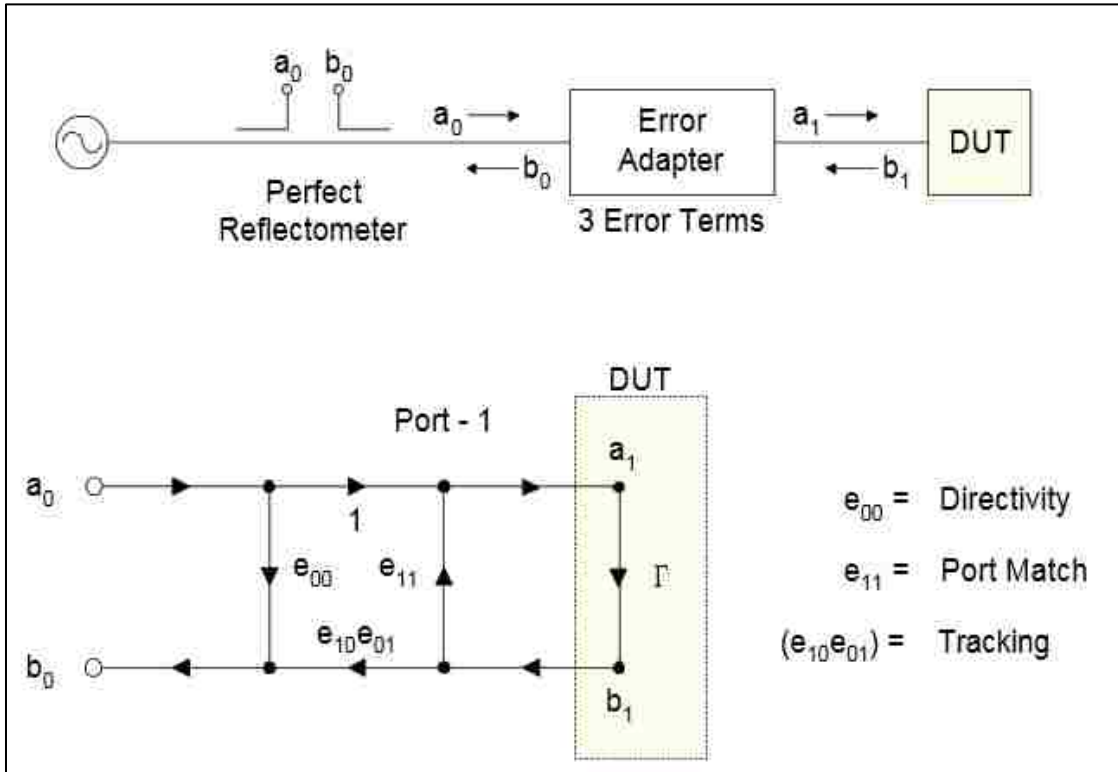 a₀ b₀
a₀
b₀
Perfect
Reflectometer
Error
Adapter
3 Error Terms
a₁
b₁
DUT
DUT
Port - 1
a₁
a₀
1
e₀₀
e₁₁
Γ
e₁₀e₀₁
b₀
b₁
e₀₀ = Directivity
e₁₁ = Port Match
(e₁₀e₀₁) = Tracking